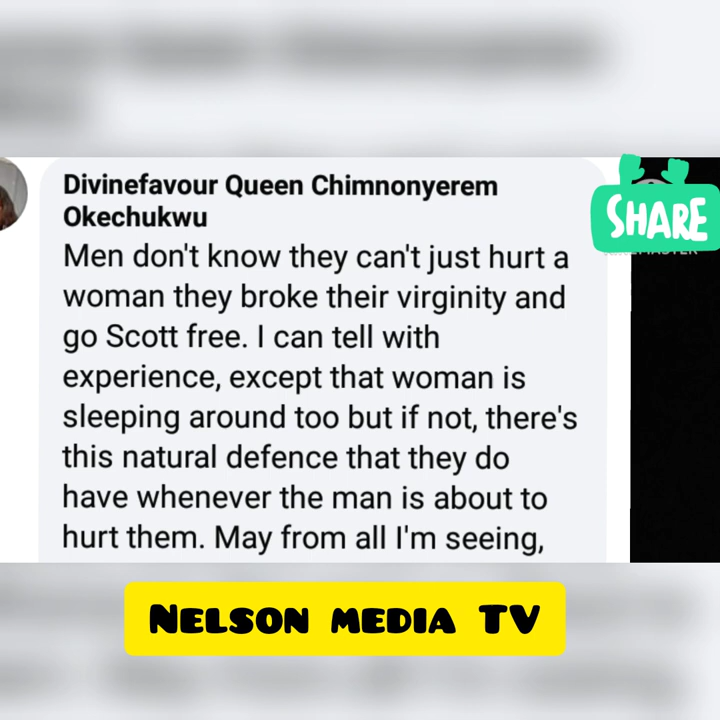 Divinefavour Queen Chimnonyerem
Okechukwu
Men don't know they can't just hurt a
woman they broke their virginity and
go Scott free. I can tell with
experience, except that woman is
sleeping around too but if not, there's
this natural defence that they do
have whenever the man is about to
hurt them. May from all I'm seeing,
SHARE
NELSON MEDIA TV